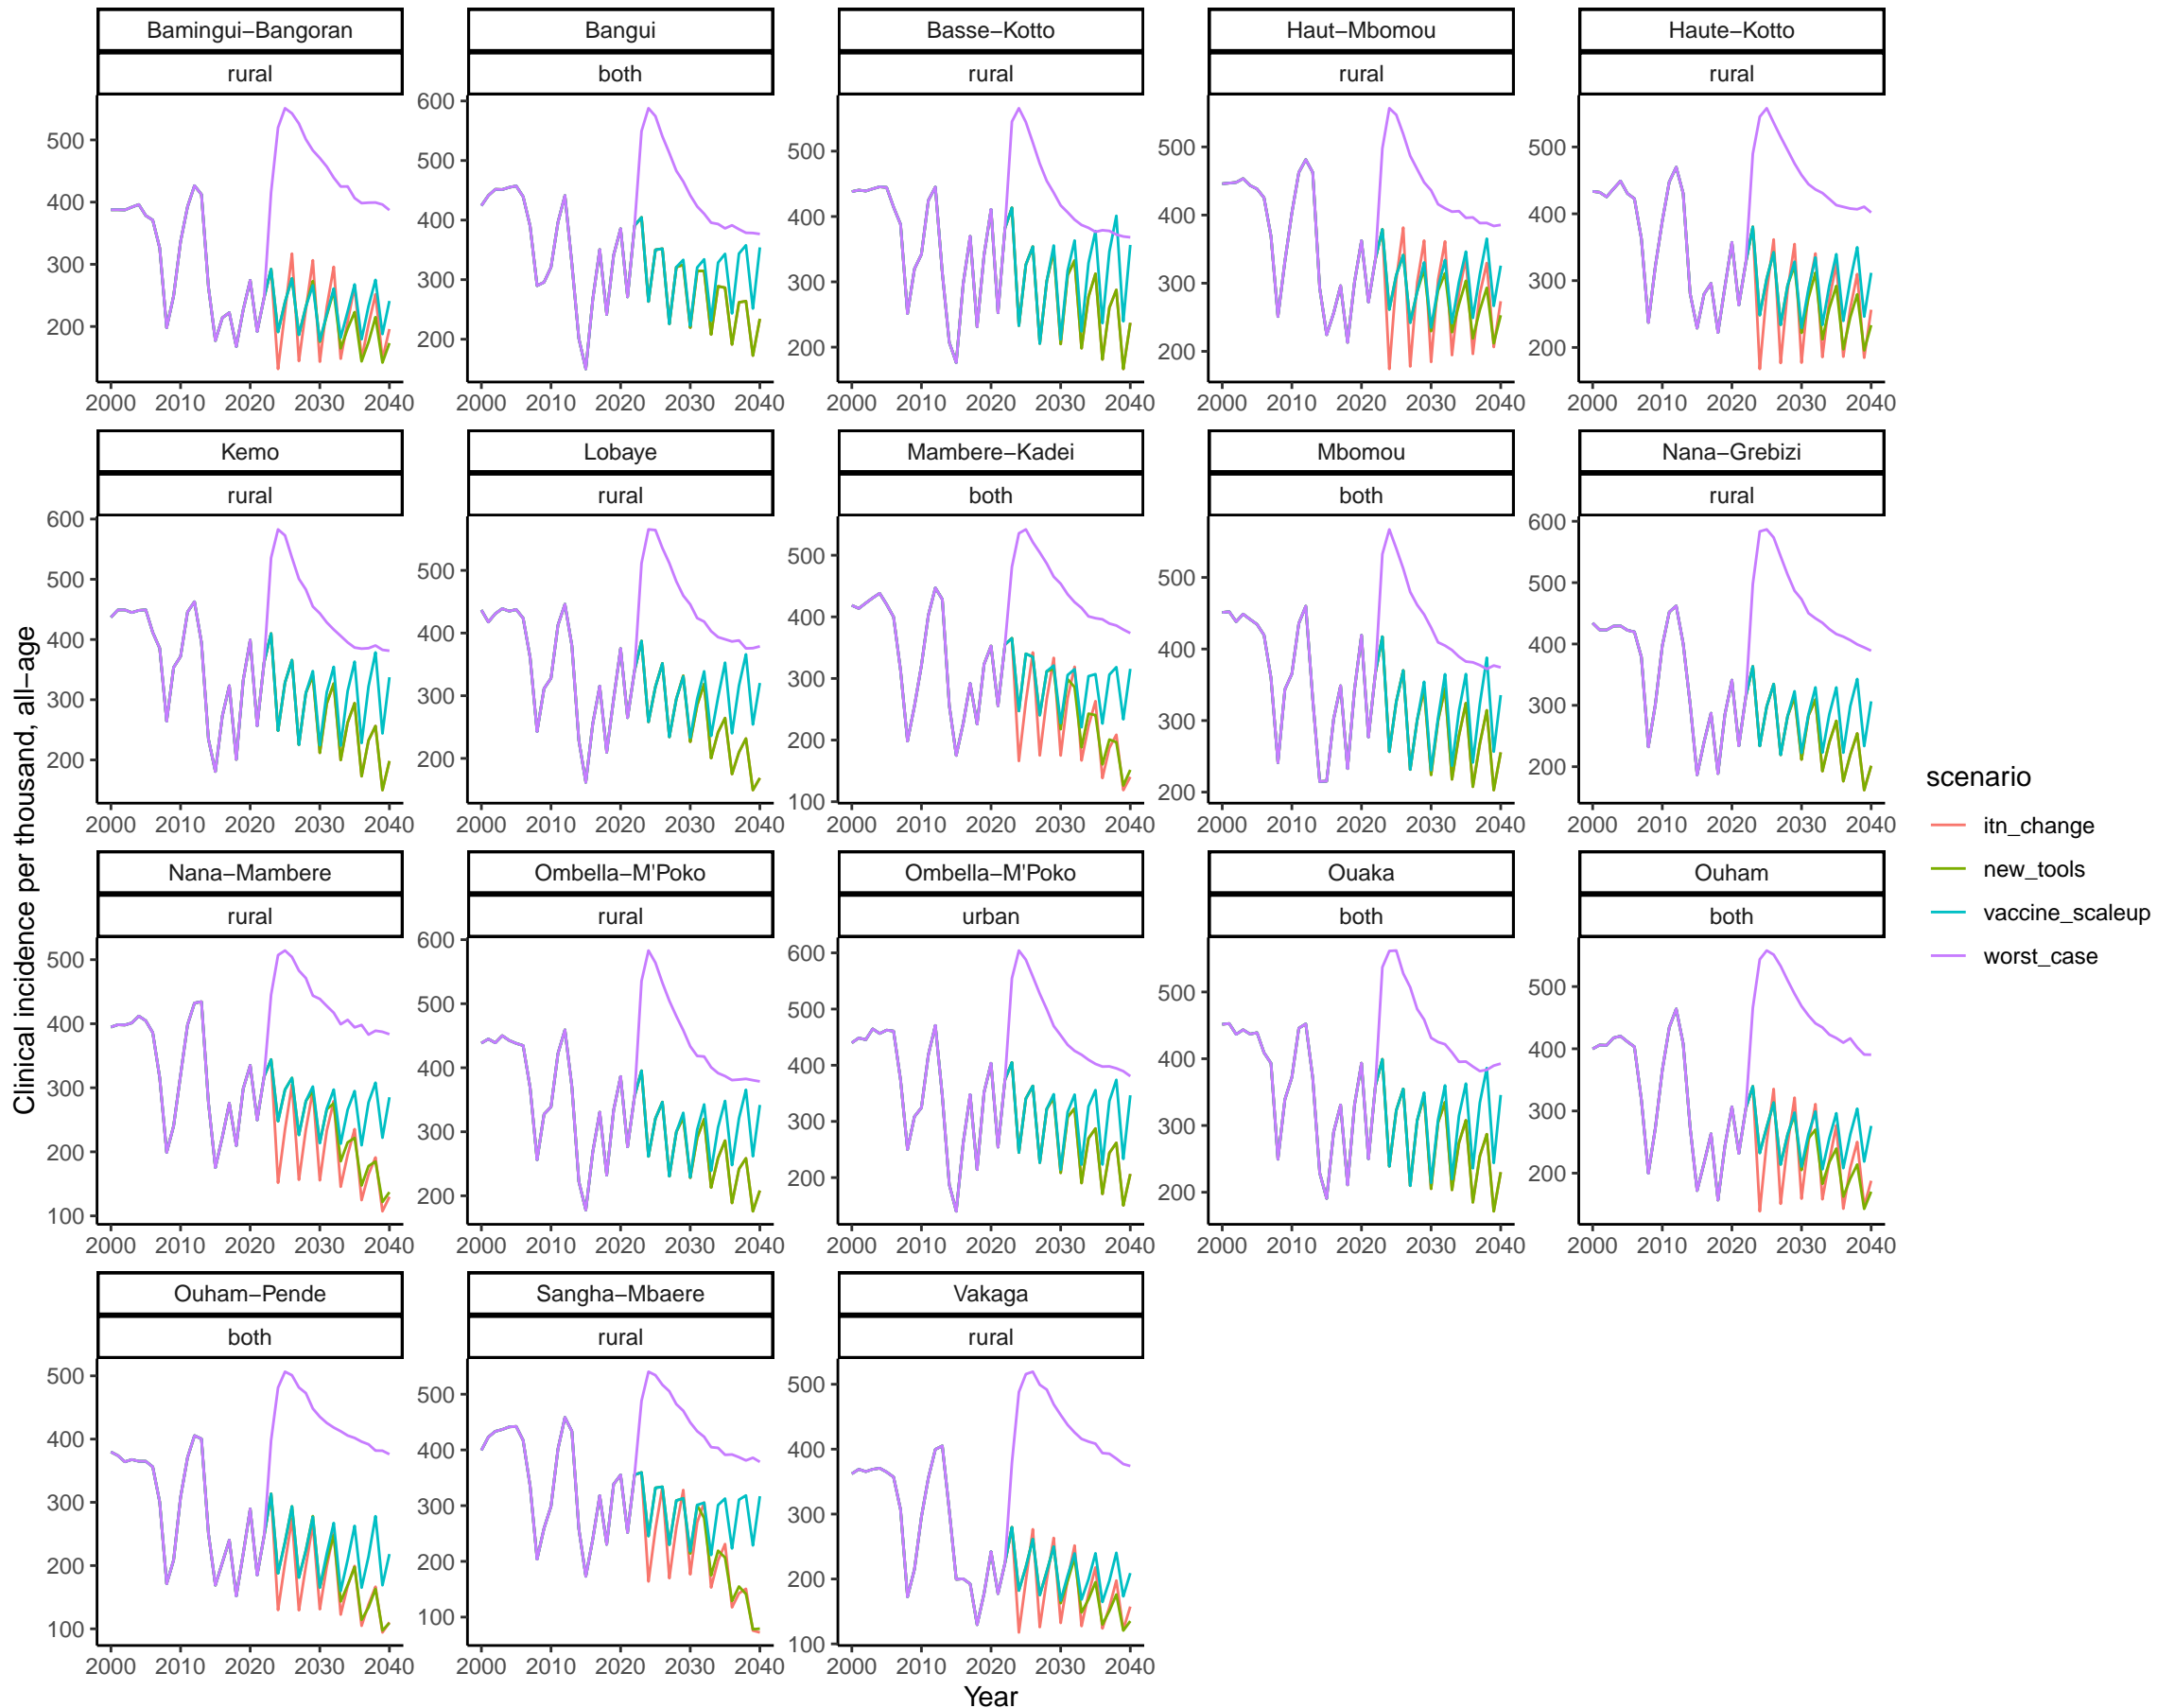 Bamingui−Bangoran
Bangui
Basse−Kotto
Haut−Mbomou
Haute−Kotto
rural
both
rural
rural
rural
500
400
300
200
600
500
400
300
200
500
400
300
200
500
400
300
200
500
400
300
200
2000 2010 2020 2030 2040
2000 2010 2020 2030 2040
2000 2010 2020 2030 2040
2000 2010 2020 2030 2040
2000 2010 2020 2030 2040
Kemo
Lobaye
Mambere−Kadei
Mbomou
Nana−Grebizi
rural
rural
both
both
rural
600
500
400
300
200
500
400
300
200
500
400
300
200
100
500
400
300
200
600
500
400
300
200
2000 2010 2020 2030 2040
2000 2010 2020 2030 2040
2000 2010 2020 2030 2040
2000 2010 2020 2030 2040
2000 2010 2020 2030 2040
Nana−Mambere
Ombella−M'Poko
Ombella−M'Poko
Ouaka
Ouham
rural
rural
urban
both
both
500
400
300
200
100
600
500
400
300
200
600
500
400
300
200
500
400
300
200
500
400
300
200
2000 2010 2020 2030 2040
2000 2010 2020 2030 2040
2000 2010 2020 2030 2040
2000 2010 2020 2030 2040
2000 2010 2020 2030 2040
Ouham−Pende
Sangha−Mbaere
Vakaga
both
rural
rural
500
400
300
200
100
500
400
300
200
100
500
400
300
200
100
2000 2010 2020 2030 2040
2000 2010 2020 2030 2040
2000 2010 2020 2030 2040
Year
Clinical incidence per thousand, all−age
scenario
itn_change
new_tools
vaccine_scaleup
worst_case